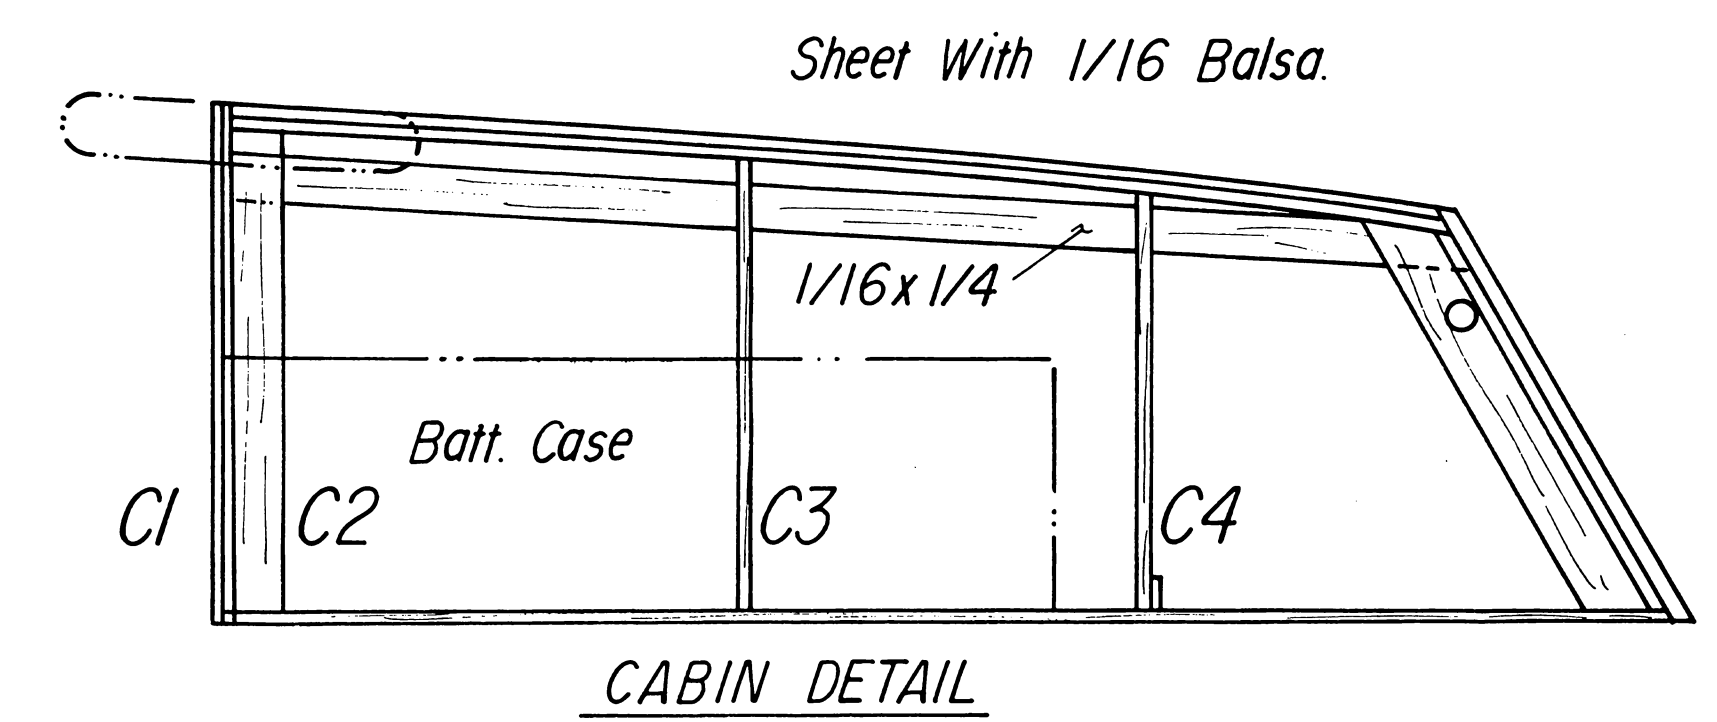 Sheet With 1/16 Balsa.
1/16 x 1/4
Batt. Case
C1 C2 C3 C4
CABIN DETAIL